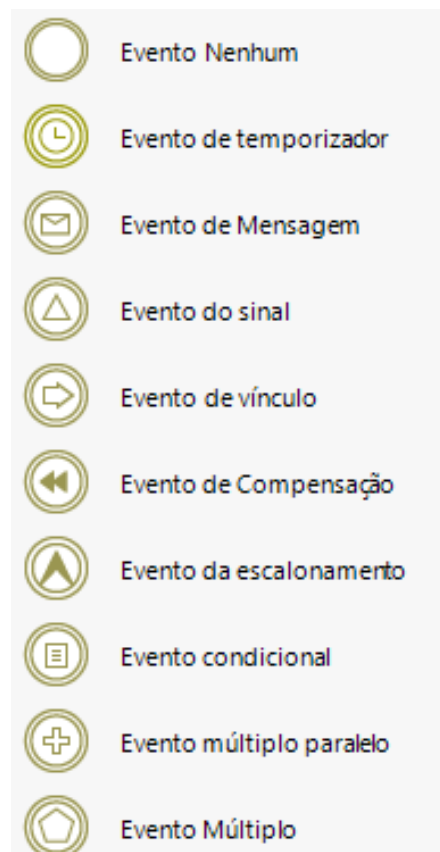 Evento Nenhum
Evento de temporizador
Evento de Mensagem
Evento do sinal
Evento de vínculo
Evento de Compensação
Evento da escalonamento
Evento condicional
Evento múltiplo paralelo
Evento Múltiplo